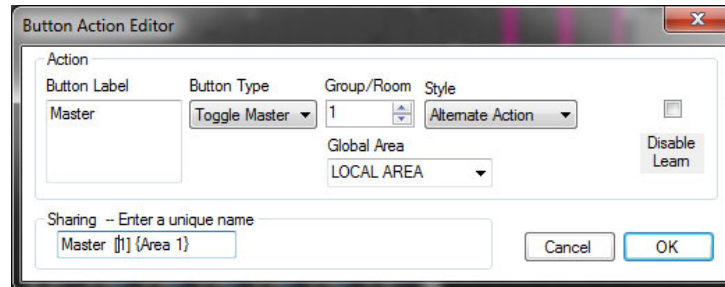 Button Action Editor
Action
Button Label
Button Type
Group/Room
Style
Master
Toggle Master
1
Alternate Action
Disable
Learn
Global Area
LOCAL AREA
Sharing -- Enter a unique name
Master [1] {Area 1}
Cancel
OK